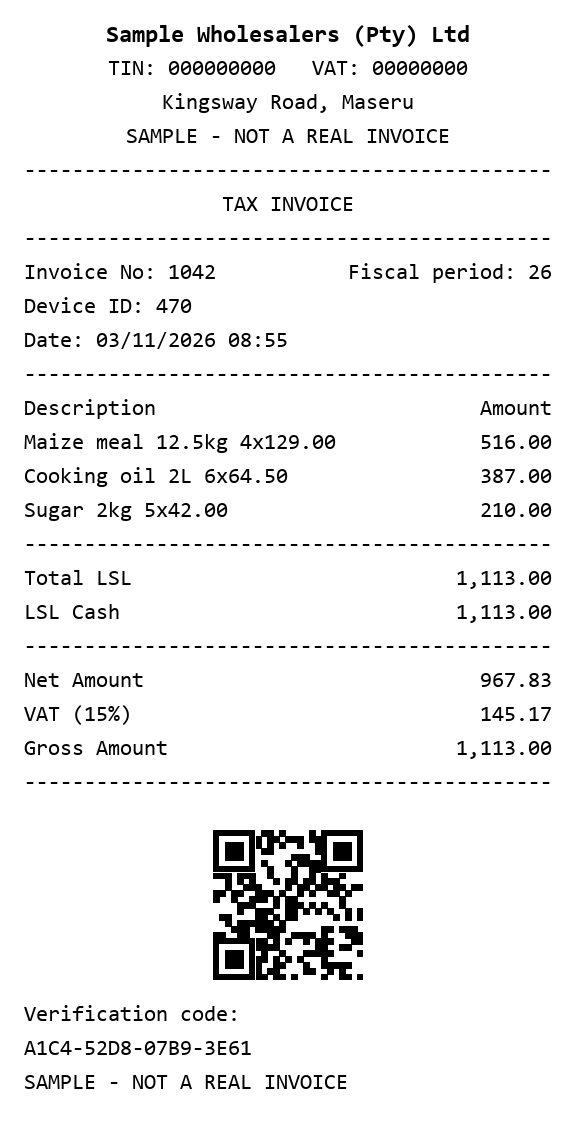 Sample Wholesalers (Pty) Ltd
TIN: 000000000   VAT: 00000000
Kingsway Road, Maseru
SAMPLE - NOT A REAL INVOICE
--------------------------------------------
TAX INVOICE
--------------------------------------------
Invoice No: 1042           Fiscal period: 26
Device ID: 470
Date: 03/11/2026 08:55
--------------------------------------------
Description                           Amount
Maize meal 12.5kg 4x129.00            516.00
Cooking oil 2L 6x64.50                387.00
Sugar 2kg 5x42.00                     210.00
--------------------------------------------
Total LSL                           1,113.00
LSL Cash                            1,113.00
--------------------------------------------
Net Amount                            967.83
VAT (15%)                             145.17
Gross Amount                        1,113.00
--------------------------------------------
Verification code:
A1C4-52D8-07B9-3E61
SAMPLE - NOT A REAL INVOICE